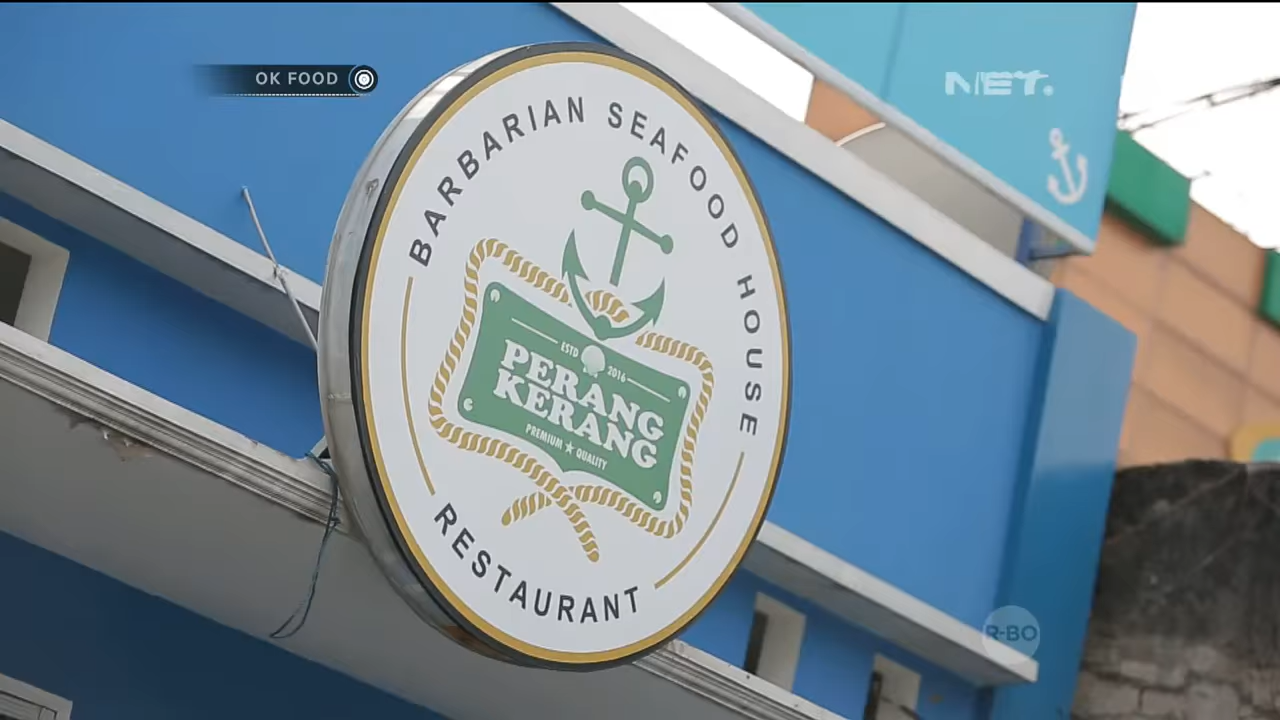 OK FOOD
NET.
BARBARIAN SEAFOOD HOUSE
ESTD 2016
PERANG
KERANG
PREMIUM ★ QUALITY
RESTAURANT
R-BO